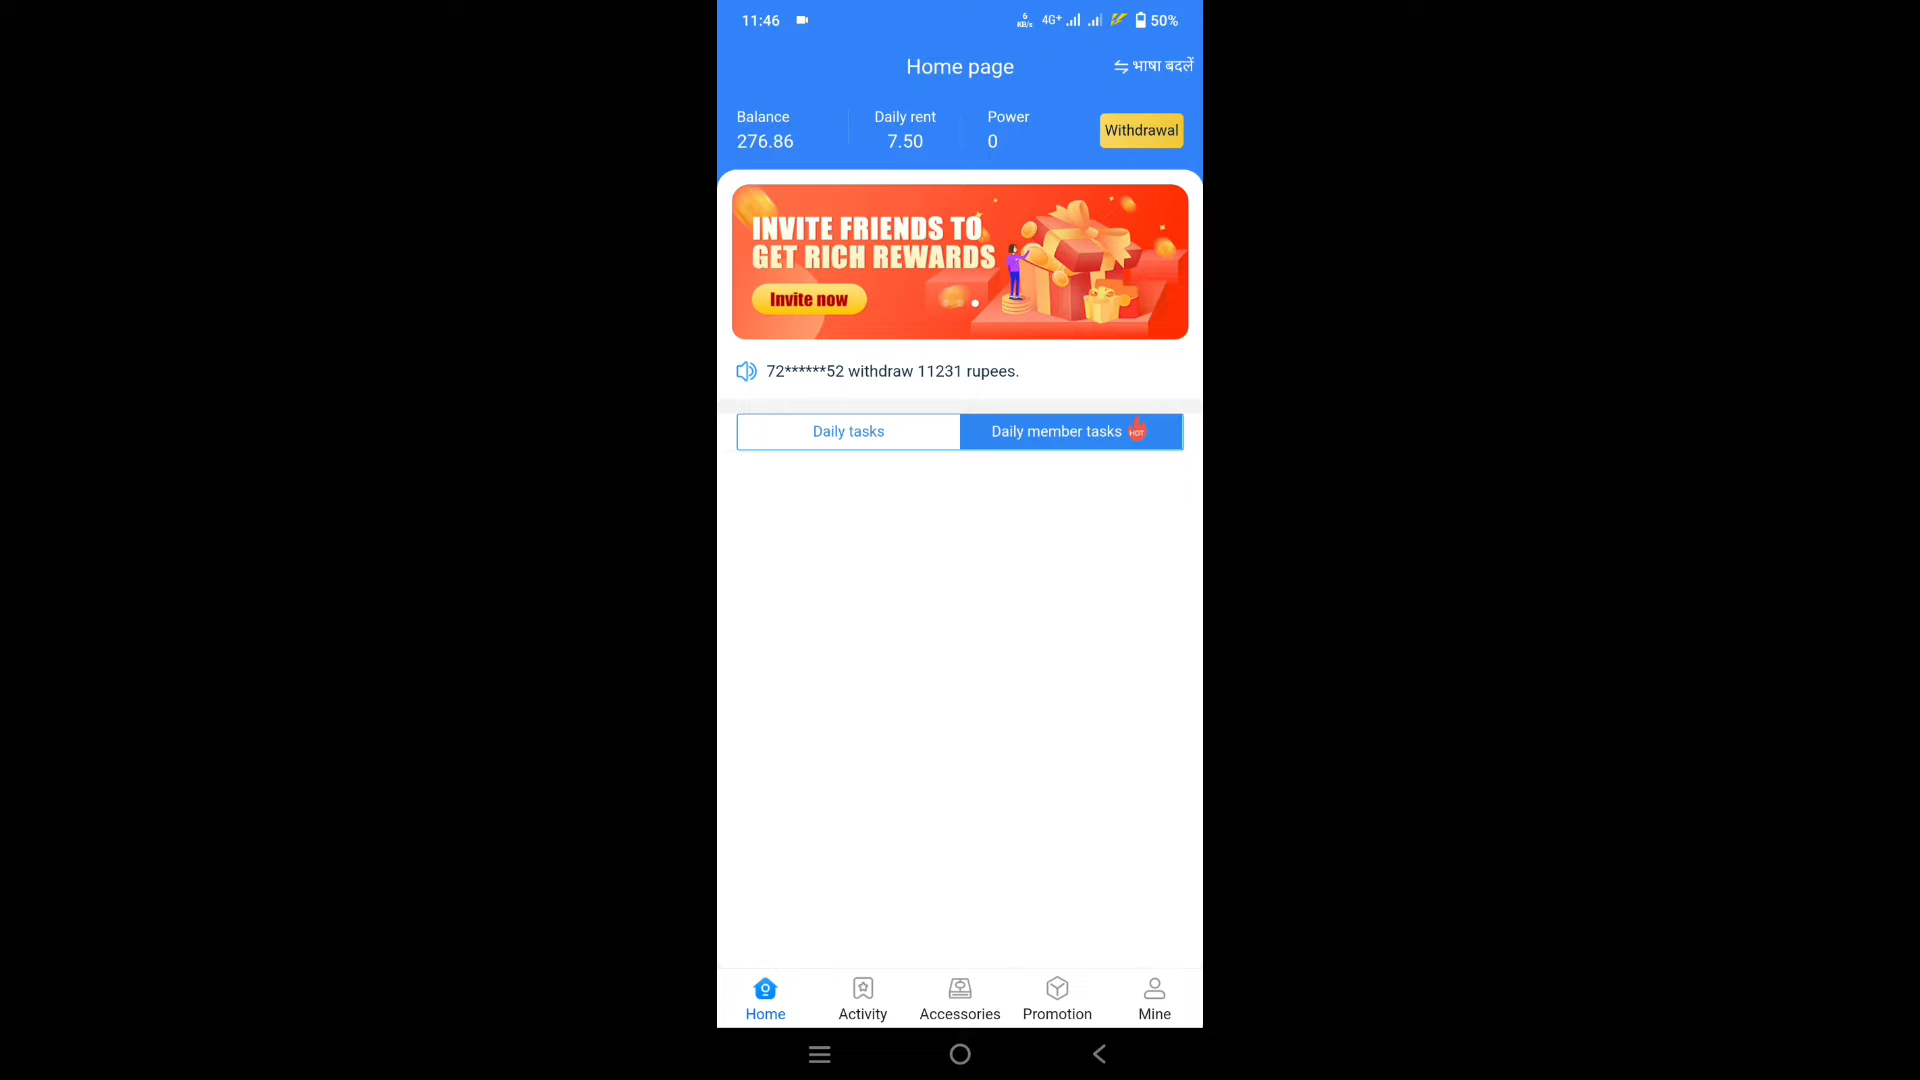 11:46
6
KB/s
4G+
50%
Home page
भाषा बदलें
Balance
Daily rent
Power
276.86
7.50
0
Withdrawal
INVITE FRIENDS TO
GET RICH REWARDS
Invite now
72******52 withdraw 11231 rupees.
Daily tasks
Daily member tasks
HOT
Home
Activity
Accessories
Promotion
Mine